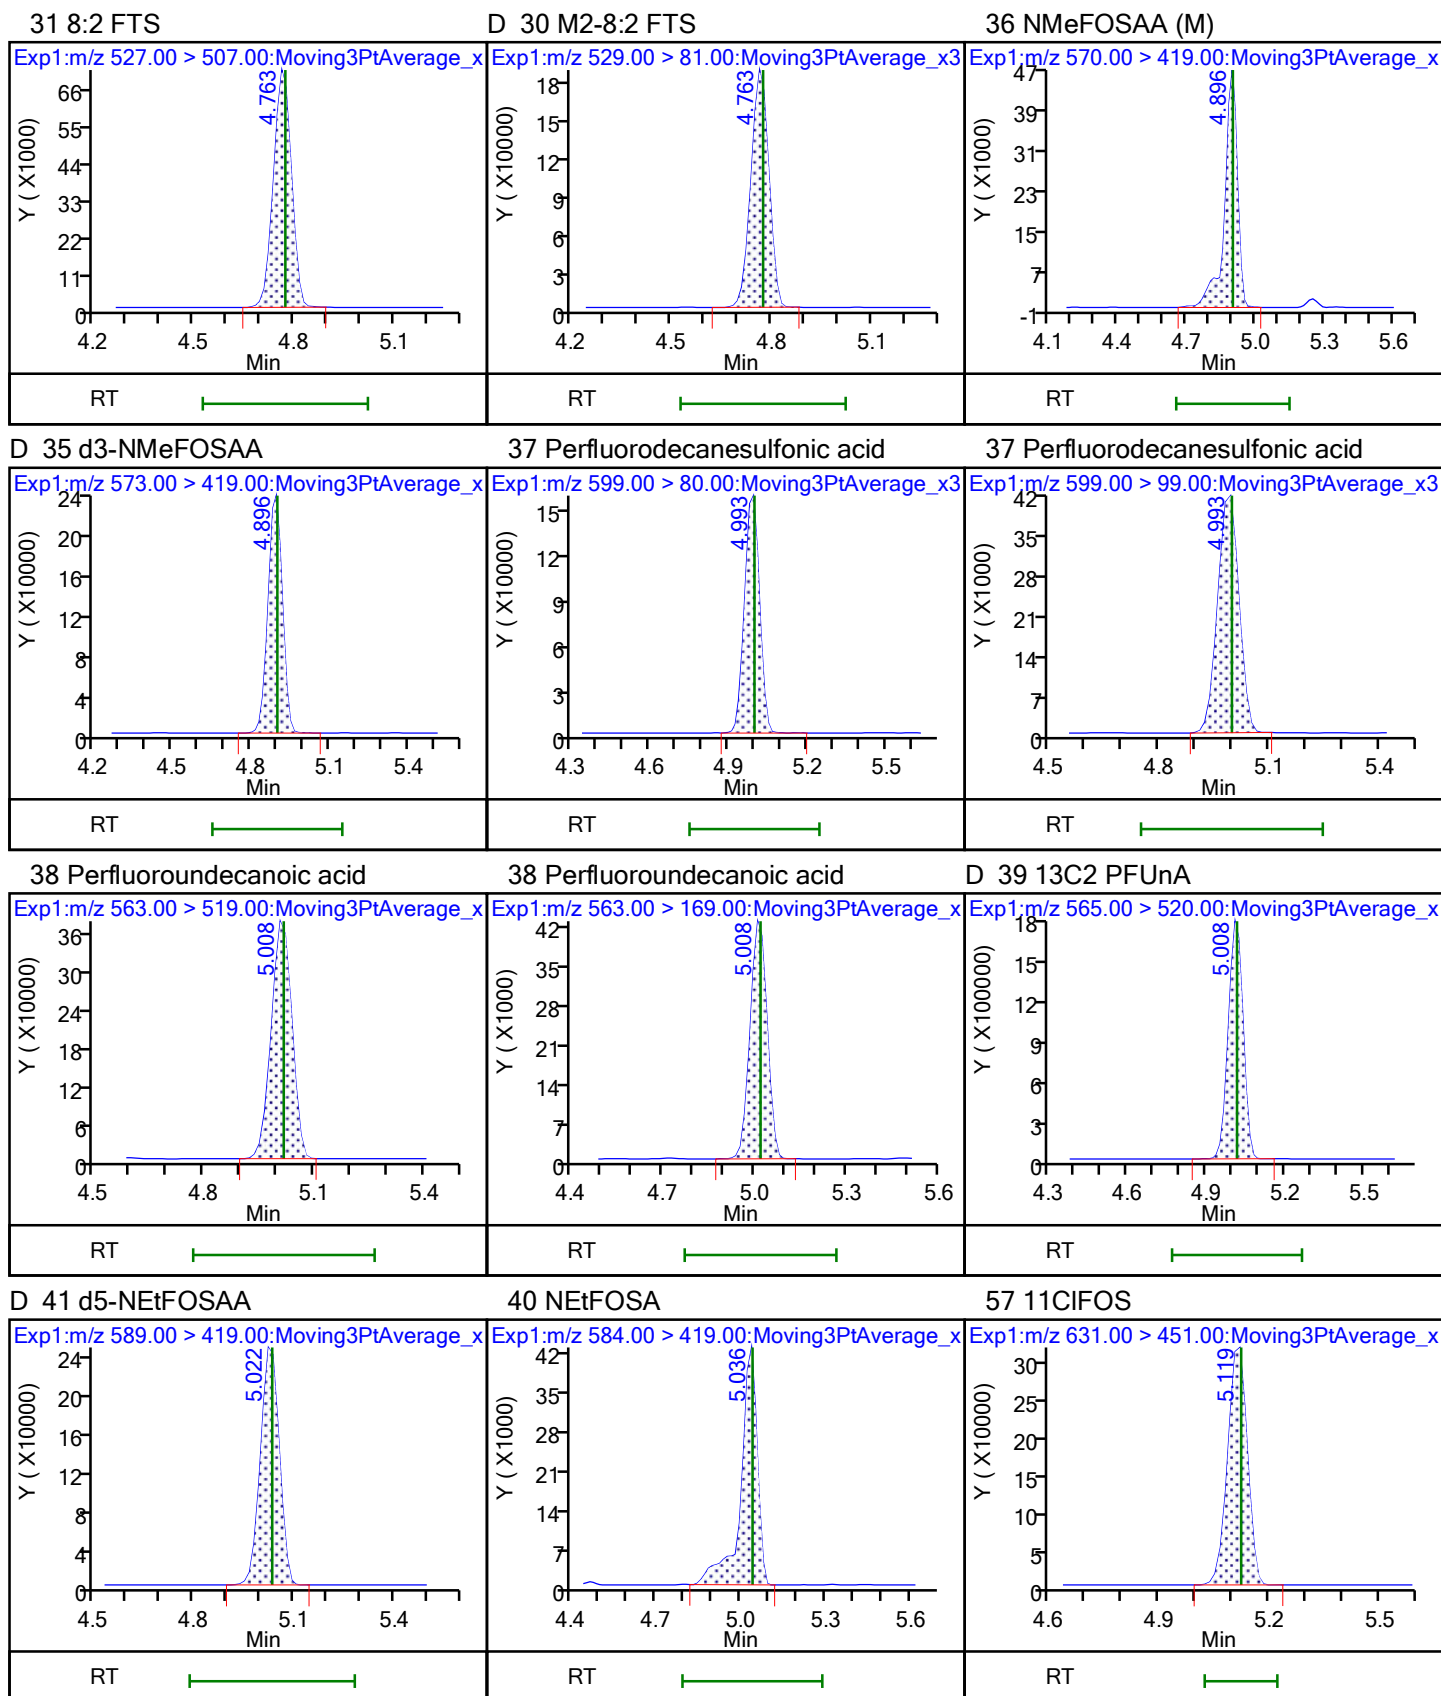 31 8:2 FTS
Exp1:m/z 527.00 > 507.00:Moving3PtAverage_x
4.763
Y ( X1000)
66
55
44
33
22
11
0
4.2 4.5 4.8 5.1
Min
RT
D 30 M2-8:2 FTS
Exp1:m/z 529.00 > 81.00:Moving3PtAverage_x3
4.763
Y ( X1000)
18
15
12
9
6
3
0
4.2 4.5 4.8 5.1
Min
RT
36 NMeFOSAA (M)
Exp1:m/z 570.00 > 419.00:Moving3PtAverage_x
4.896
Y ( X1000)
47
39
31
23
15
7
-1
4.1 4.4 4.7 5.0 5.3 5.6
Min
RT
D 35 d3-NMeFOSAA
Exp1:m/z 573.00 > 419.00:Moving3PtAverage_x
4.896
Y ( X10000)
24
20
16
12
8
4
0
4.2 4.5 4.8 5.1 5.4
Min
RT
37 Perfluorodecanesulfonic acid
Exp1:m/z 599.00 > 80.00:Moving3PtAverage_x3
4.993
Y ( X10000)
15
12
9
6
3
0
4.3 4.6 4.9 5.2 5.5
Min
RT
37 Perfluorodecanesulfonic acid
Exp1:m/z 599.00 > 99.00:Moving3PtAverage_x3
4.993
Y ( X1000)
42
35
28
21
14
7
0
4.5 4.8 5.1 5.4
Min
RT
38 Perfluoroundecanoic acid
Exp1:m/z 563.00 > 519.00:Moving3PtAverage_x
5.008
Y ( X10000)
36
30
24
18
12
6
0
4.5 4.8 5.1 5.4
Min
RT
38 Perfluoroundecanoic acid
Exp1:m/z 563.00 > 169.00:Moving3PtAverage_x
5.008
Y ( X1000)
42
35
28
21
14
7
0
4.4 4.7 5.0 5.3 5.6
Min
RT
D 39 13C2 PFUnA
Exp1:m/z 565.00 > 520.00:Moving3PtAverage_x
5.008
Y ( X100000)
18
15
12
9
6
3
0
4.3 4.6 4.9 5.2 5.5
Min
RT
D 41 d5-NEtFOSAA
Exp1:m/z 589.00 > 419.00:Moving3PtAverage_x
5.022
Y ( X10000)
24
20
16
12
8
4
0
4.5 4.8 5.1 5.4
Min
RT
40 NEtFOSA
Exp1:m/z 584.00 > 419.00:Moving3PtAverage_x
5.036
Y ( X1000)
42
35
28
21
14
7
0
4.4 4.7 5.0 5.3 5.6
Min
RT
57 11ClFOS
Exp1:m/z 631.00 > 451.00:Moving3PtAverage_x
5.119
Y ( X10000)
30
25
20
15
10
5
0
4.6 4.9 5.2 5.5
Min
RT